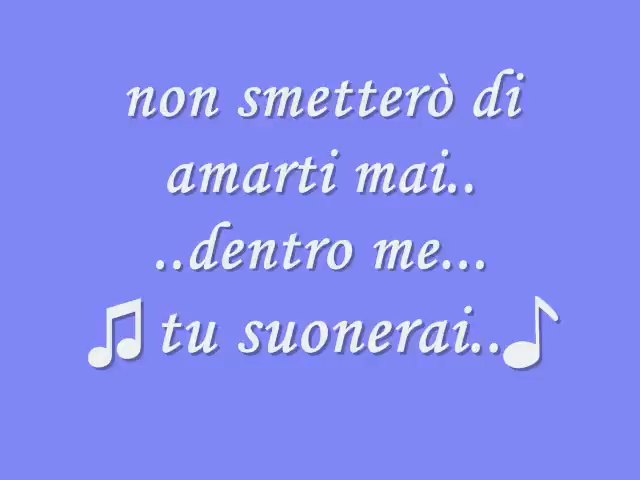 non smetterò di
amarti mai..
..dentro me...
♫ tu suonerai..♪